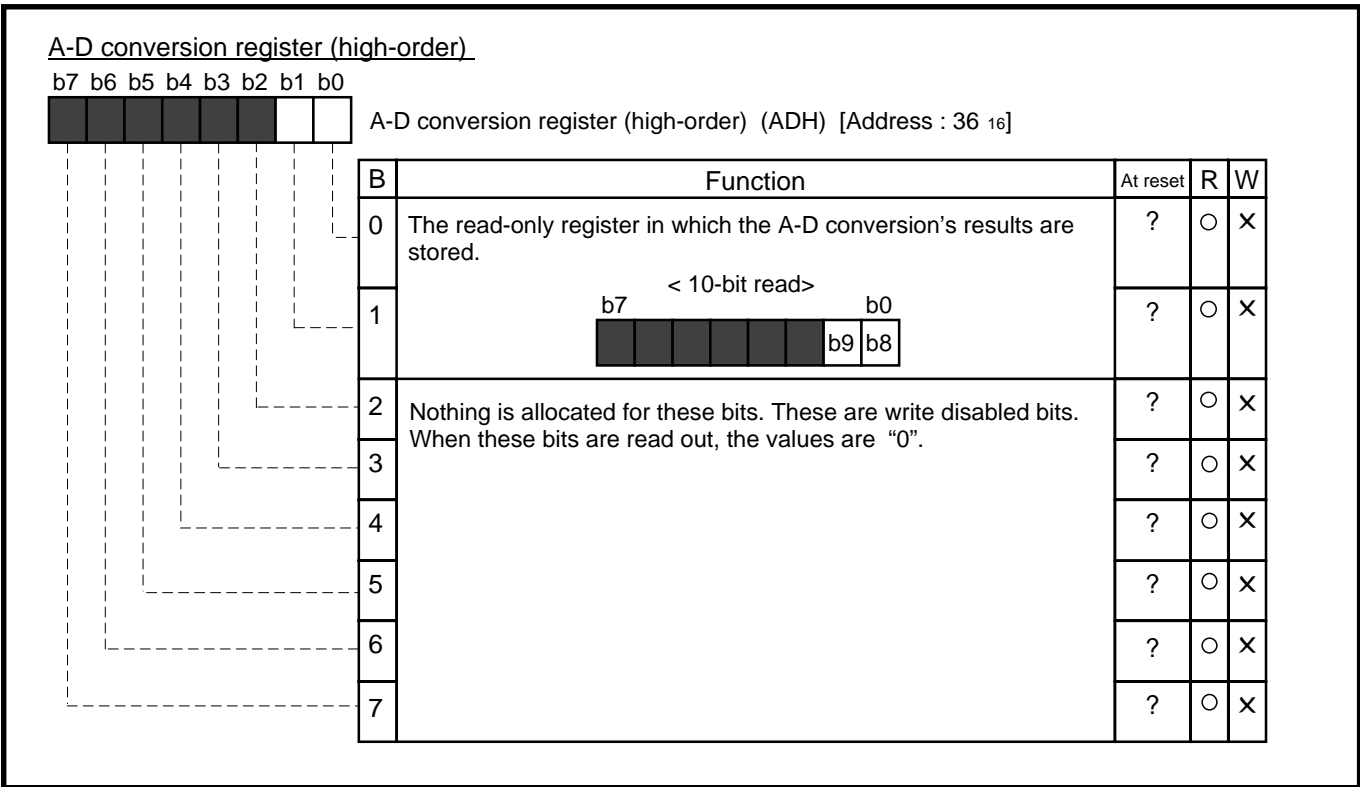 A-D conversion register (high-order)
b7 b6 b5 b4 b3 b2 b1 b0
A-D conversion register (high-order) (ADH) [Address : 36 16]
B Function At reset R W
0 The read-only register in which the A-D conversion’s results are ? ○ ×
stored.
< 10-bit read>
b7 b0
1 ? ○ ×
b9 b8
2 Nothing is allocated for these bits. These are write disabled bits. ? ○ ×
When these bits are read out, the values are “0”.
3 ? ○ ×
4 ? ○ ×
5 ? ○ ×
6 ? ○ ×
7 ? ○ ×